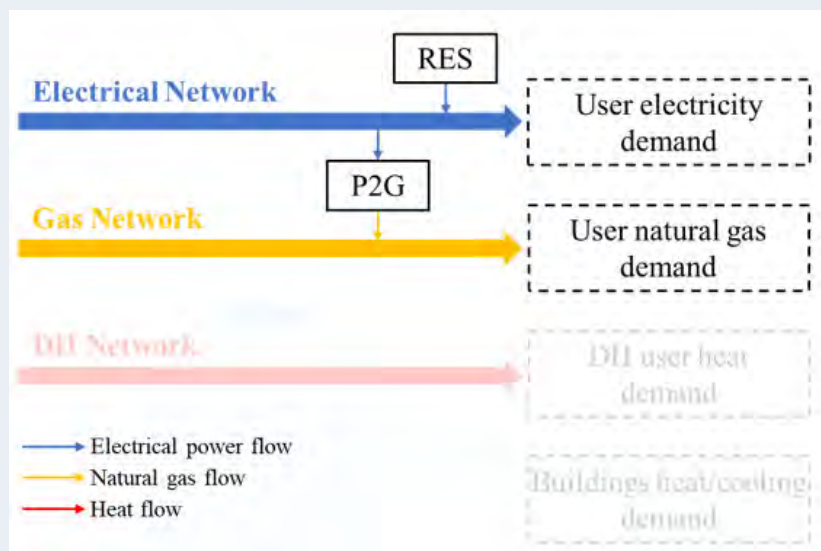 RES
Electrical Network
User electricity
demand
P2G
Gas Network
User natural gas
demand
DH Network
DH user heat
demand
Electrical power flow
Natural gas flow
Heat flow
Buildings heat/cooling
demand